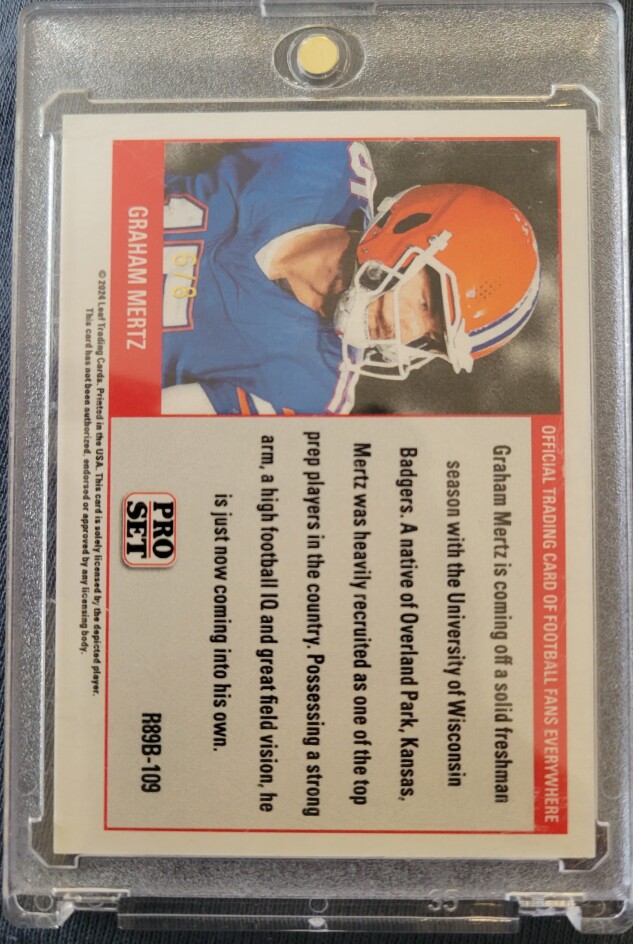 OFFICIAL TRADING CARD OF FOOTBALL FANS EVERYWHERE
Graham Mertz is coming off a solid freshman
season with the University of Wisconsin
Badgers. A native of Overland Park, Kansas,
Mertz was heavily recruited as one of the top
prep players in the country. Possessing a strong
arm, a high football IQ and great field vision, he
is just now coming into his own.
6/8
GRAHAM MERTZ
PRO
SET
R89B-109
© 2024 Leaf Trading Cards. Printed in the USA. This card is solely licensed by the depicted player.
This card has not been authorized, endorsed or approved by any licensing body.
35